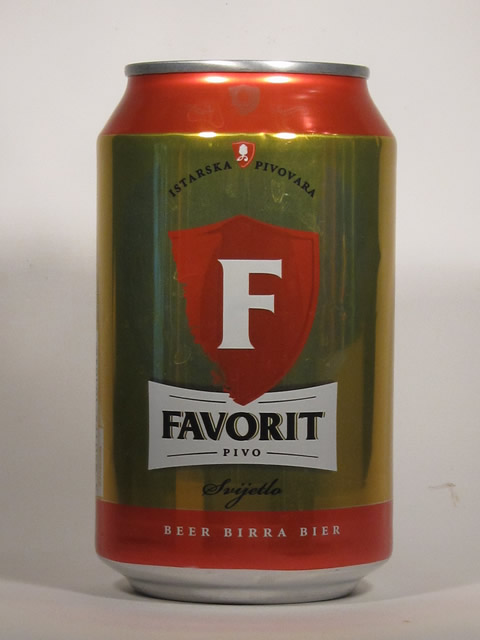 ISTARSKA PIVOVARA
F
FAVORIT
PIVO
Svijetlo
BEER BIRRA BIER